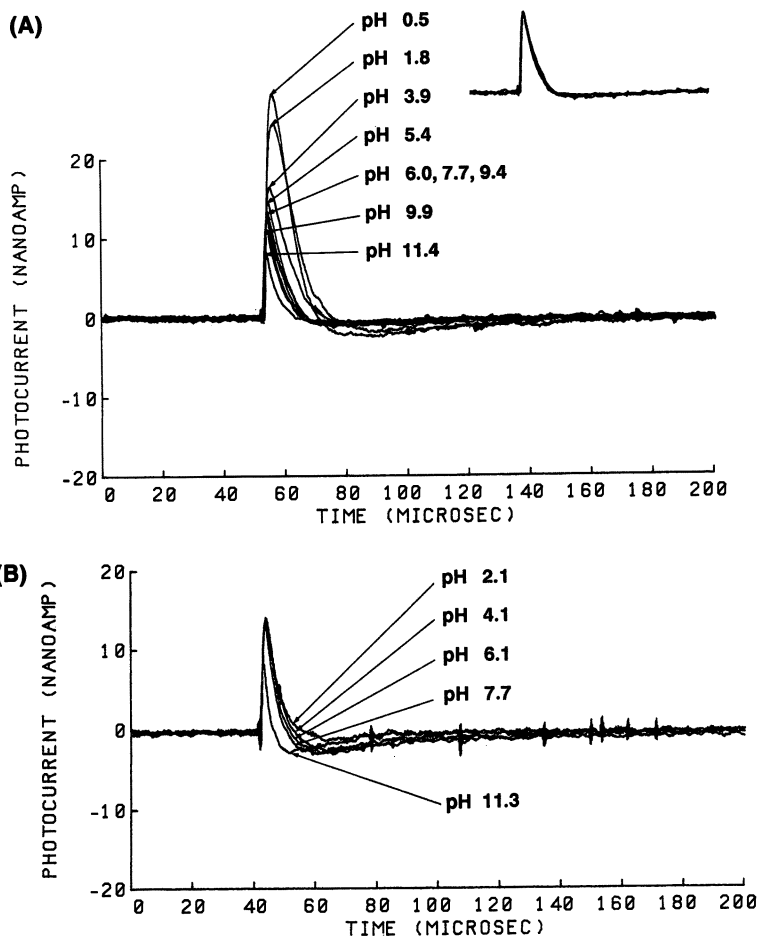 (A)
pH 0.5
pH 1.8
pH 3.9
pH 5.4
pH 6.0, 7.7, 9.4
pH 9.9
pH 11.4
PHOTOCURRENT (NANOAMP)
20
10
0
-10
-20
0 20 40 60 80 100 120 140 160 180 200
TIME (MICROSEC)
(B)
pH 2.1
pH 4.1
pH 6.1
pH 7.7
pH 11.3
PHOTOCURRENT (NANOAMP)
20
10
0
-10
-20
0 20 40 60 80 100 120 140 160 180 200
TIME (MICROSEC)